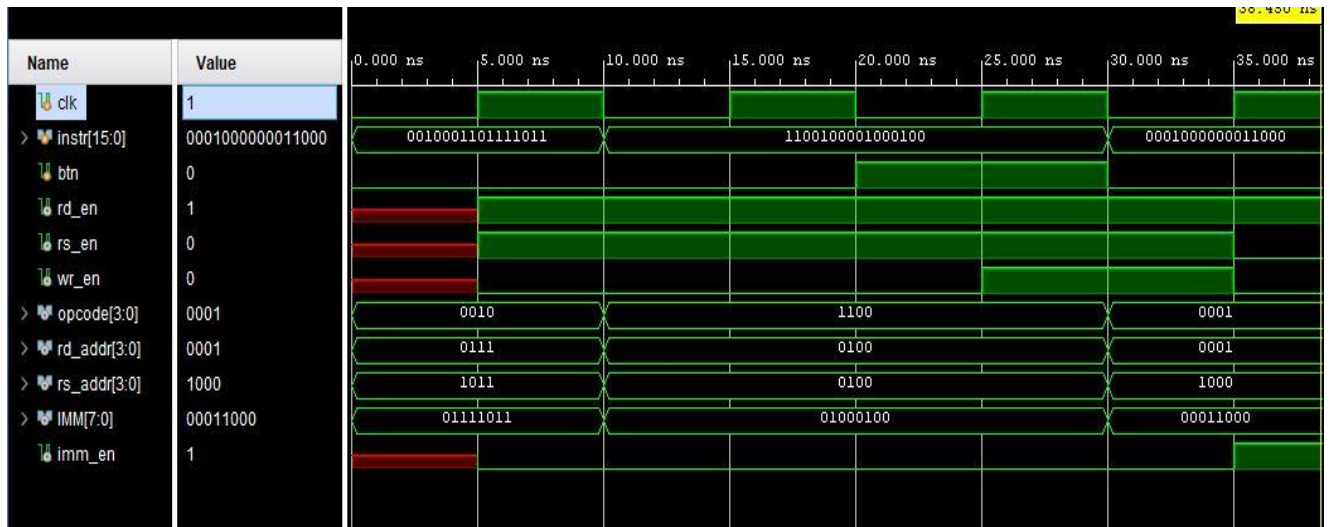 Name Value 0.000 ns 5.000 ns 10.000 ns 15.000 ns 20.000 ns 25.000 ns 30.000 ns 35.000 ns
clk 1
instr[15:0] 0001000000011000 0010001101111011 1100100001000100 0001000000011000
btn 0
rd_en 1
rs_en 0
wr_en 0
opcode[3:0] 0001 0010 1100 0001
rd_addr[3:0] 0001 0111 0100 0001
rs_addr[3:0] 1000 1011 0100 1000
IMM[7:0] 00011000 01111011 01000100 00011000
imm_en 1